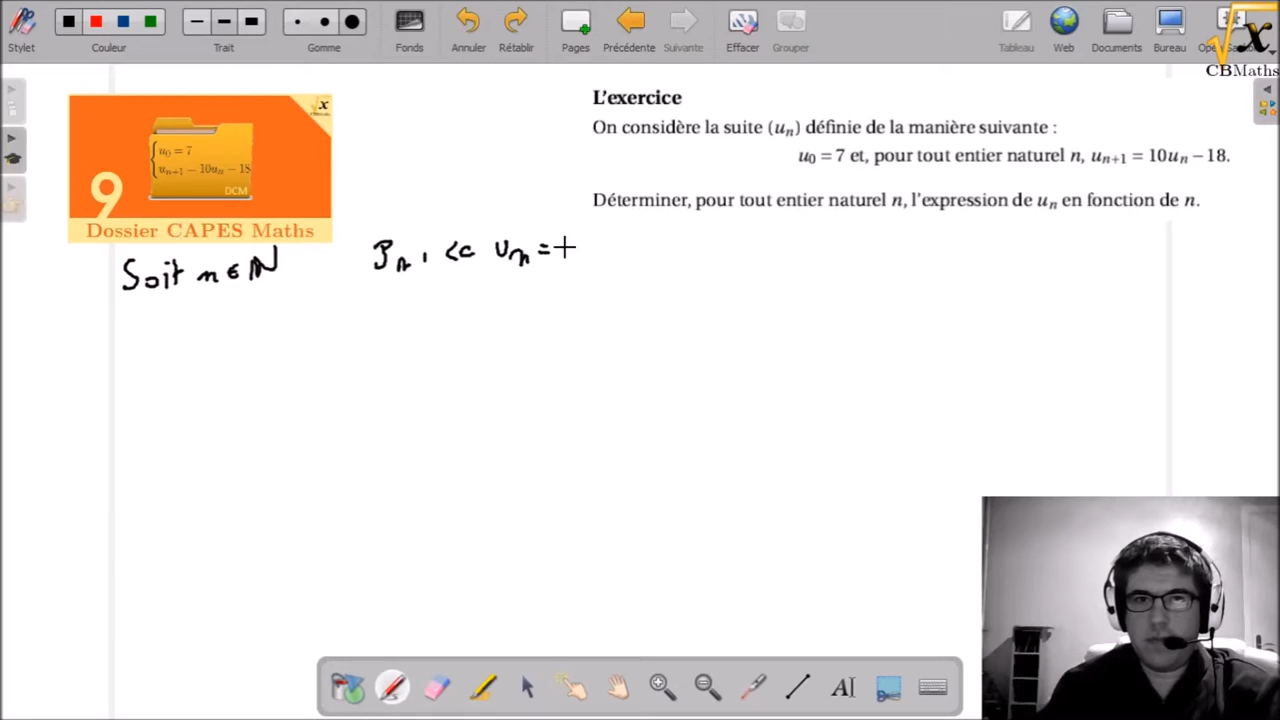 Stylet
Couleur
Trait
Gomme
Fonds
Annuler
Rétablir
Pages
Précédente
Suivante
Effacer
Grouper
Tableau
Web
Documents
Bureau
√x
CBMaths
u₀ = 7
uₙ₊₁ − 10uₙ − 18
DCM
9
Dossier CAPES Maths
L'exercice
On considère la suite (uₙ) définie de la manière suivante :
u₀ = 7 et, pour tout entier naturel n, uₙ₊₁ = 10uₙ − 18.
Déterminer, pour tout entier naturel n, l'expression de uₙ en fonction de n.
Soit n ∈ ℕ
uₙ =